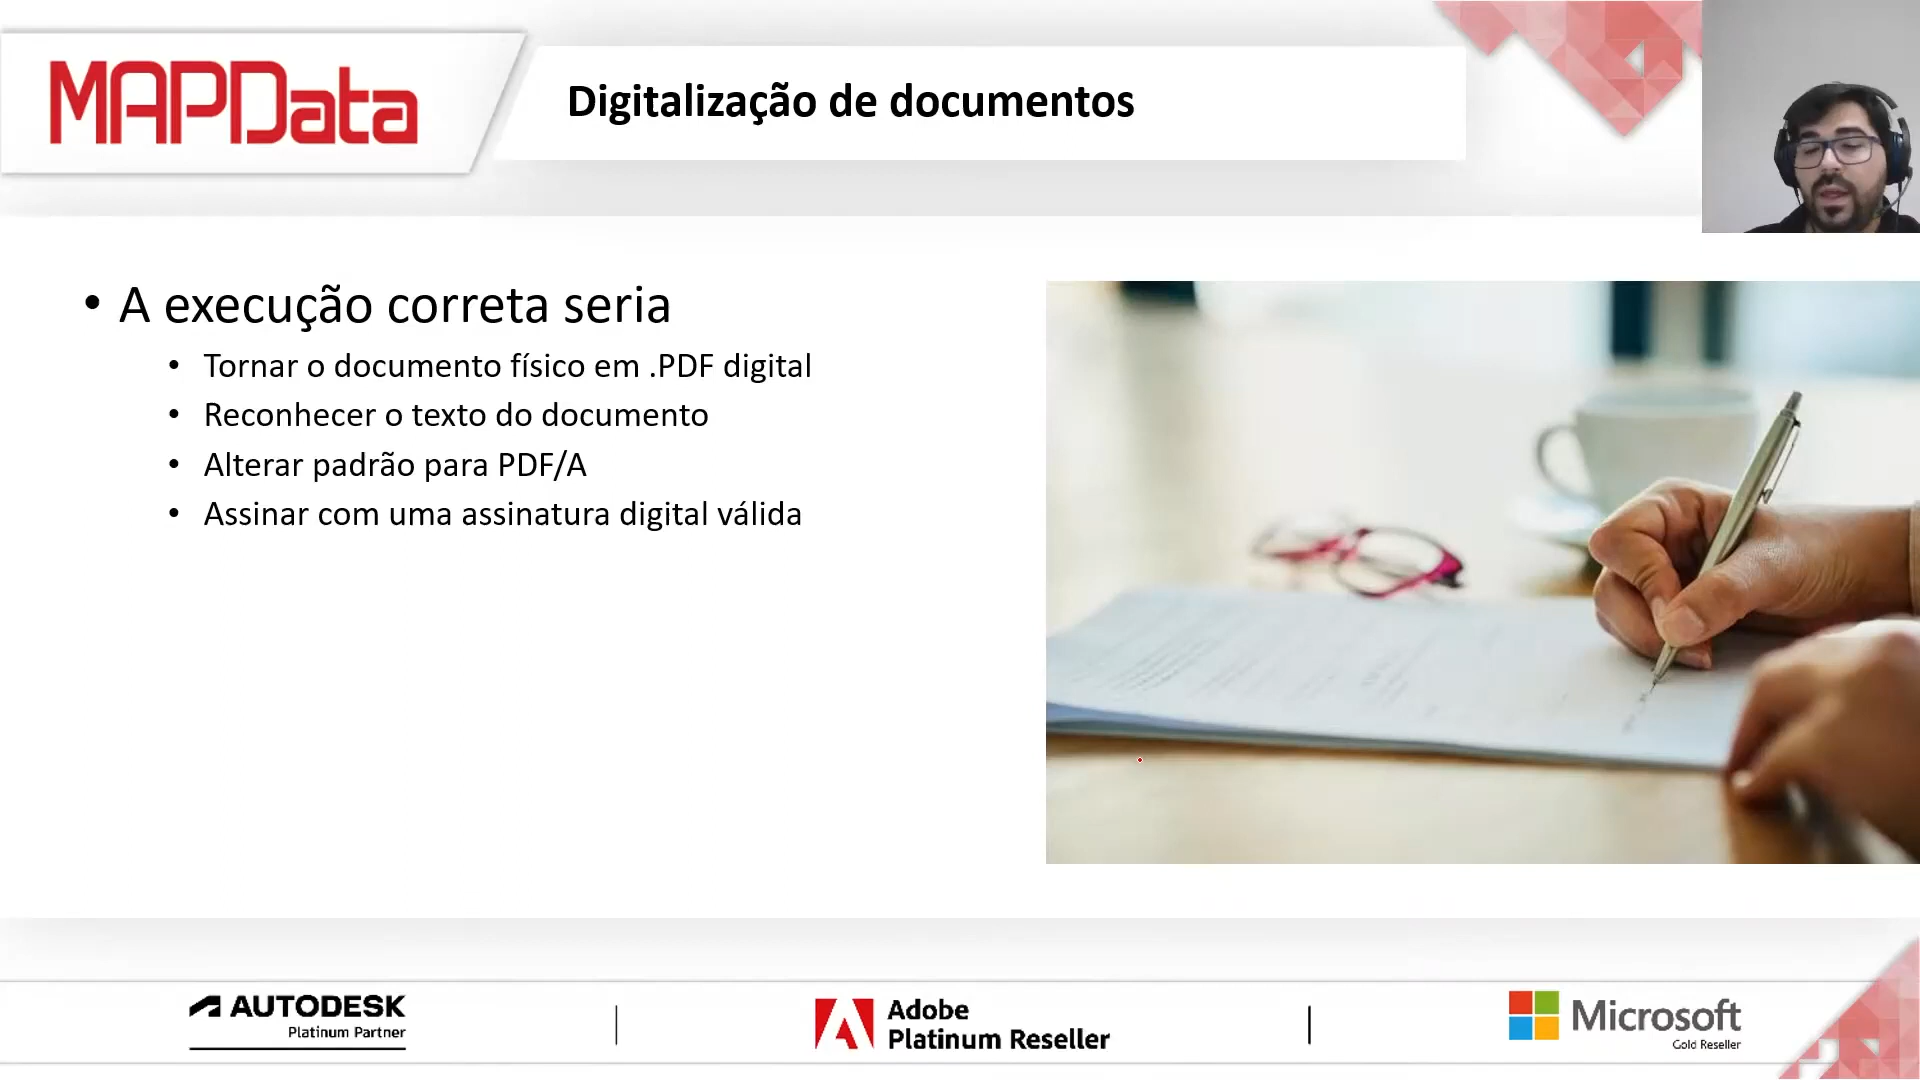 MAPData
Digitalização de documentos
• A execução correta seria
• Tornar o documento físico em .PDF digital
• Reconhecer o texto do documento
• Alterar padrão para PDF/A
• Assinar com uma assinatura digital válida
AUTODESK
Platinum Partner
Adobe
Platinum Reseller
Microsoft
Gold Reseller